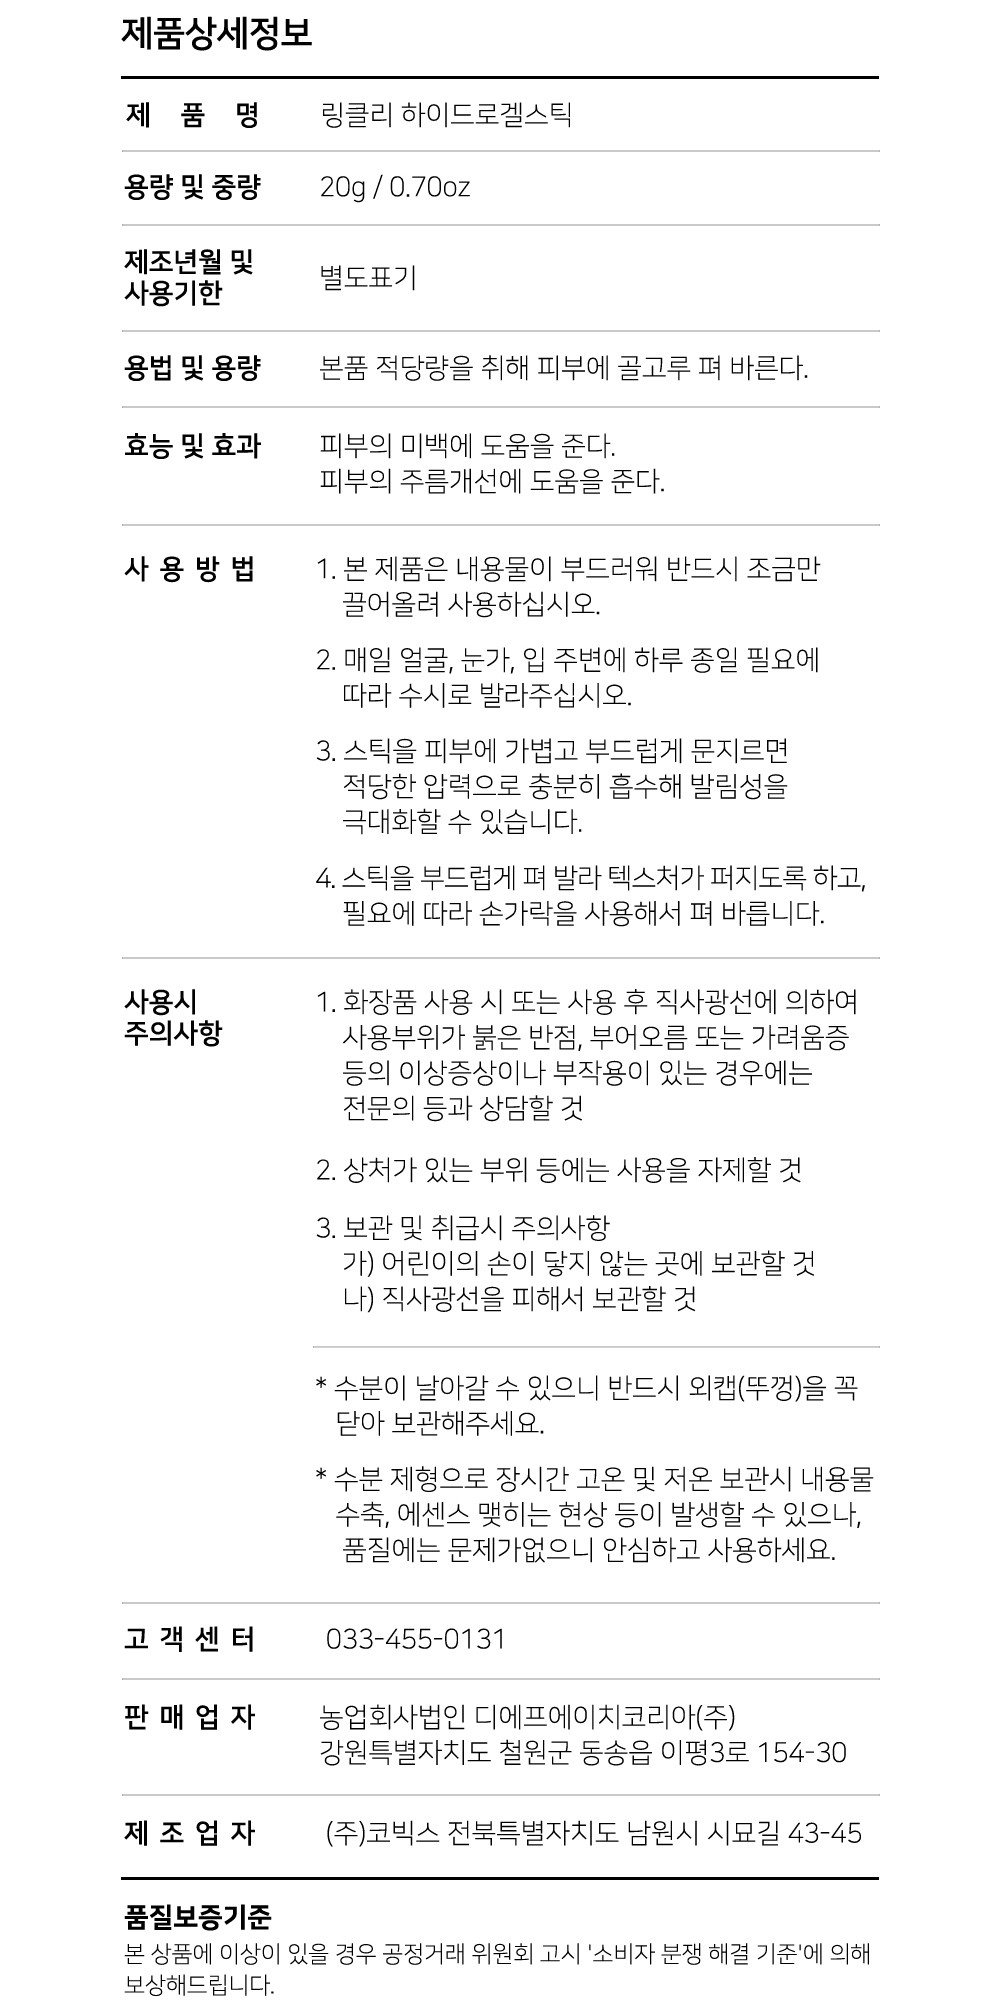 제품상세정보
제 품 명 링클리 하이드로겔스틱
용량 및 중량 20g / 0.70oz
제조년월 및
사용기한
별도표기
용법 및 용량 본품 적당량을 취해 피부에 골고루 펴 바른다.
효능 및 효과 피부의 미백에 도움을 준다.
피부의 주름개선에 도움을 준다.
사 용 방 법 1. 본 제품은 내용물이 부드러워 반드시 조금만
끌어올려 사용하십시오.
2. 매일 얼굴, 눈가, 입 주변에 하루 종일 필요에
따라 수시로 발라주십시오.
3. 스틱을 피부에 가볍고 부드럽게 문지르면
적당한 압력으로 충분히 흡수해 발림성을
극대화할 수 있습니다.
4. 스틱을 부드럽게 펴 발라 텍스처가 퍼지도록 하고,
필요에 따라 손가락을 사용해서 펴 바릅니다.
사용시
주의사항
1. 화장품 사용 시 또는 사용 후 직사광선에 의하여
사용부위가 붉은 반점, 부어오름 또는 가려움증
등의 이상증상이나 부작용이 있는 경우에는
전문의 등과 상담할 것
2. 상처가 있는 부위 등에는 사용을 자제할 것
3. 보관 및 취급시 주의사항
가) 어린이의 손이 닿지 않는 곳에 보관할 것
나) 직사광선을 피해서 보관할 것
* 수분이 날아갈 수 있으니 반드시 외캡(뚜껑)을 꼭
닫아 보관해주세요.
* 수분 제형으로 장시간 고온 및 저온 보관시 내용물
수축, 에센스 맺히는 현상 등이 발생할 수 있으나,
품질에는 문제가없으니 안심하고 사용하세요.
고 객 센 터 033-455-0131
판 매 업 자 농업회사법인 디에프에이치코리아(주)
강원특별자치도 철원군 동송읍 이평3로 154-30
제 조 업 자 (주)코빅스 전북특별자치도 남원시 시묘길 43-45
품질보증기준
본 상품에 이상이 있을 경우 공정거래 위원회 고시 '소비자 분쟁 해결 기준'에 의해
보상해드립니다.